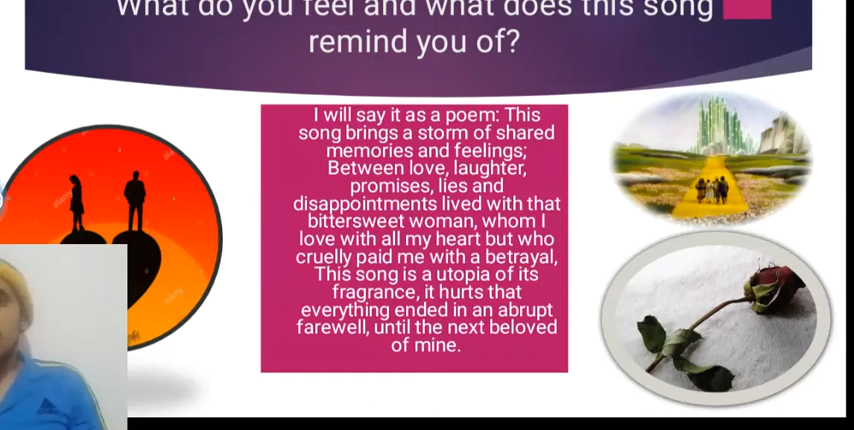 What do you feel and what does this song
remind you of?
I will say it as a poem: This
song brings a storm of shared
memories and feelings;
Between love, laughter,
promises, lies and
disappointments lived with that
bittersweet woman, whom I
love with all my heart but who
cruelly paid me with a betrayal,
This song is a utopia of its
fragrance, it hurts that
everything ended in an abrupt
farewell, until the next beloved
of mine.